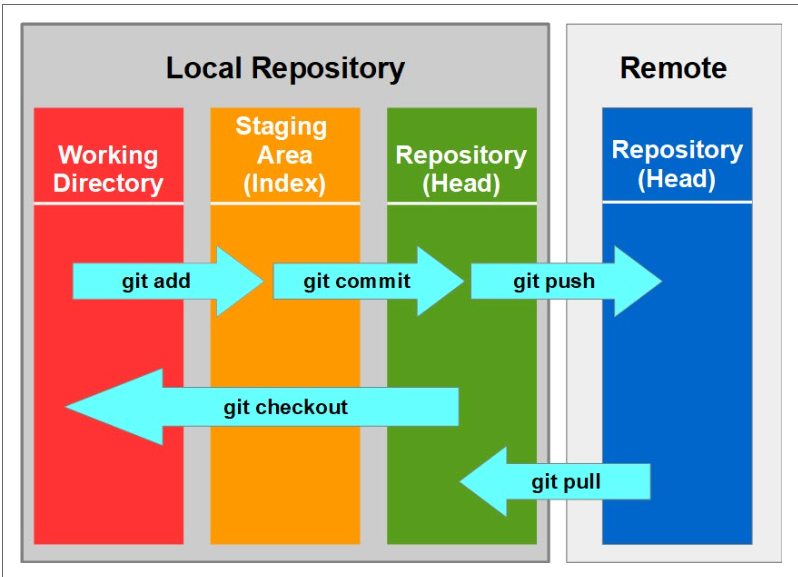 Local Repository
Remote
Working
Directory
Staging
Area
(Index)
Repository
(Head)
Repository
(Head)
git add
git commit
git push
git checkout
git pull